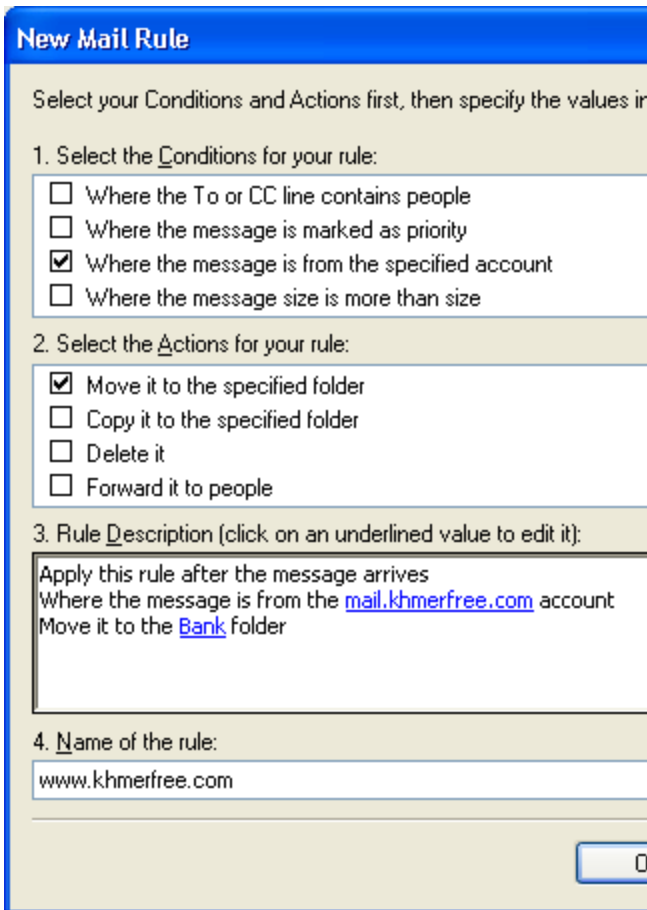 New Mail Rule
Select your Conditions and Actions first, then specify the values
1. Select the Conditions for your rule:
Where the To or CC line contains people
Where the message is marked as priority
Where the message is from the specified account
Where the message size is more than size
2. Select the Actions for your rule:
Move it to the specified folder
Copy it to the specified folder
Delete it
Forward it to people
3. Rule Description (click on an underlined value to edit it):
Apply this rule after the message arrives
Where the message is from the mail.khmerfree.com account
Move it to the Bank folder
4. Name of the rule:
www.khmerfree.com